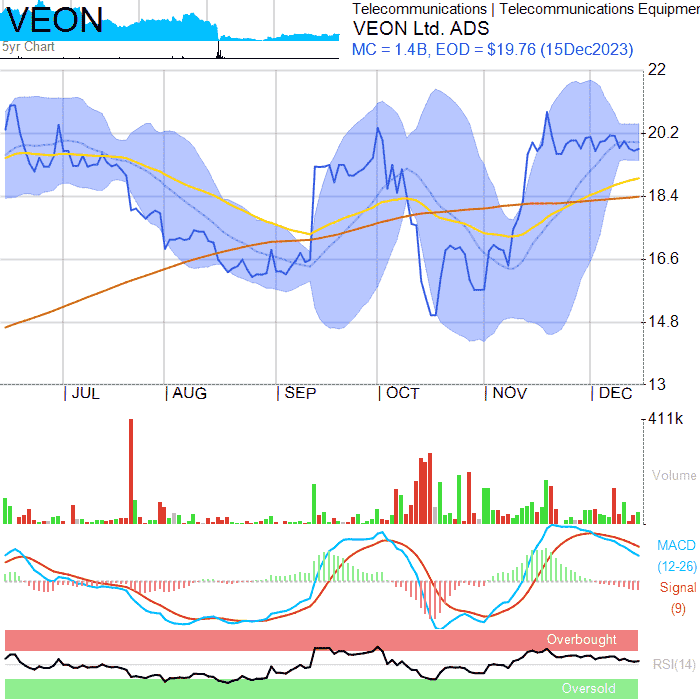 VEON
5yr Chart
Telecommunications | Telecommunications Equipmen
VEON Ltd. ADS
MC = 1.4B, EOD = $19.76 (15Dec2023)
22
20.2
18.4
16.6
14.8
13
JUL AUG SEP OCT NOV DEC
411k
Volume
MACD
(12-26)
Signal
(9)
Overbought
RSI(14)
Oversold